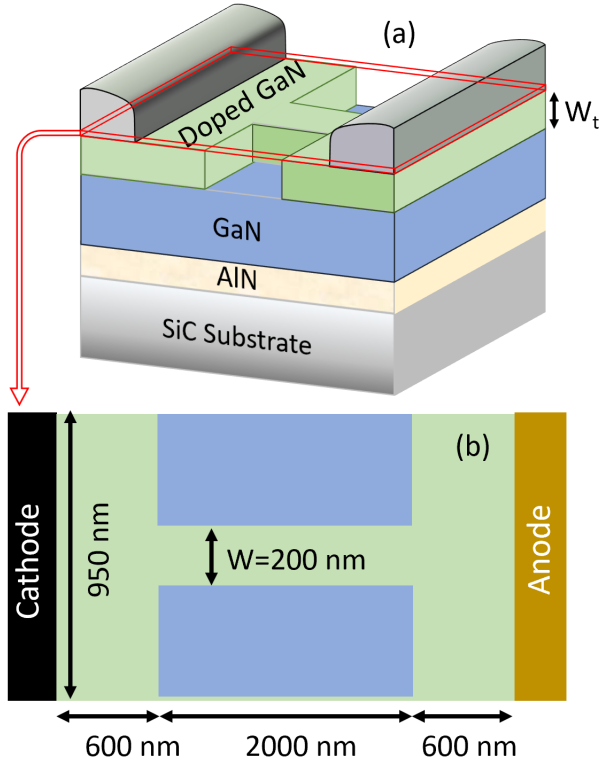 (a)
Doped GaN
Wt
GaN
AlN
SiC Substrate
(b)
Cathode
950 nm
W=200 nm
Anode
600 nm
2000 nm
600 nm